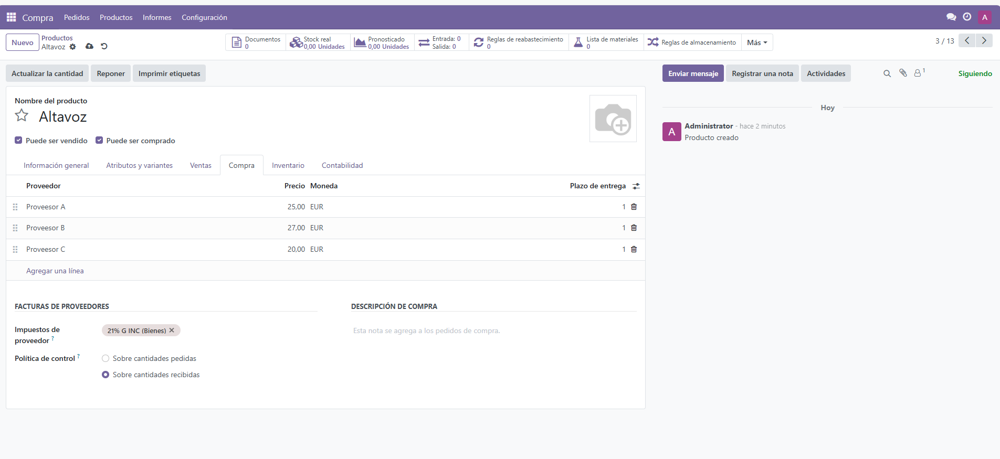 Compra Pedidos Productos Informes Configuración A
Nuevo Productos
Altavoz
Documentos
0
Stock real
0,00 Unidades
Pronosticado
0,00 Unidades
Entrada: 0
Salida: 0
Reglas de reabastecimiento
0
Lista de materiales
0
Reglas de almacenamiento
Más
3 / 13
Actualizar la cantidad Reponer Imprimir etiquetas
Enviar mensaje Registrar una nota Actividades 1 Siguiendo
Nombre del producto
Altavoz
Puede ser vendido Puede ser comprado
Información general Atributos y variantes Ventas Compra Inventario Contabilidad
Proveedor Precio Moneda Plazo de entrega
Proveesor A 25,00 EUR 1
Proveesor B 27,00 EUR 1
Proveesor C 20,00 EUR 1
Agregar una línea
FACTURAS DE PROVEEDORES
Impuestos de
proveedor ?
21% G INC (Bienes)
Política de control ?
Sobre cantidades pedidas
Sobre cantidades recibidas
DESCRIPCIÓN DE COMPRA
Esta nota se agrega a los pedidos de compra.
Hoy
A
Administrator - hace 2 minutos
Producto creado